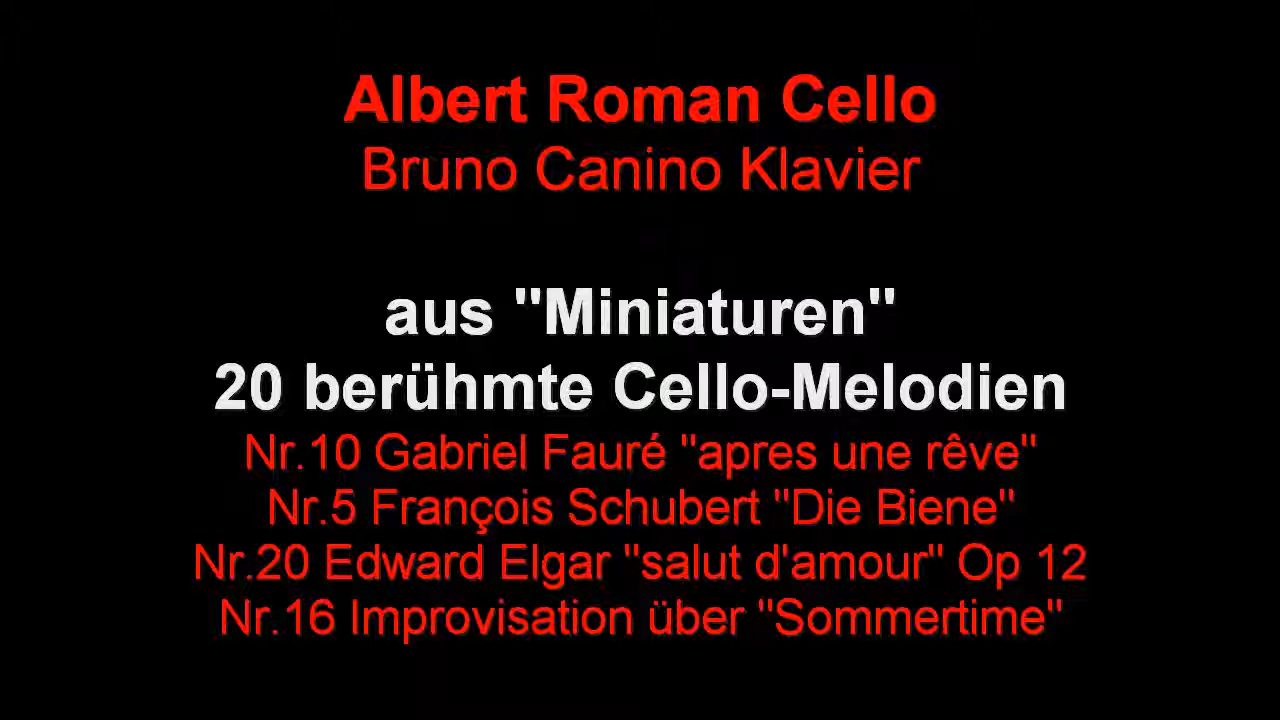 Albert Roman Cello
Bruno Canino Klavier
aus "Miniaturen"
20 berühmte Cello-Melodien
Nr.10 Gabriel Fauré "apres une rêve"
Nr.5 François Schubert "Die Biene"
Nr.20 Edward Elgar "salut d'amour" Op 12
Nr.16 Improvisation über "Sommertime"